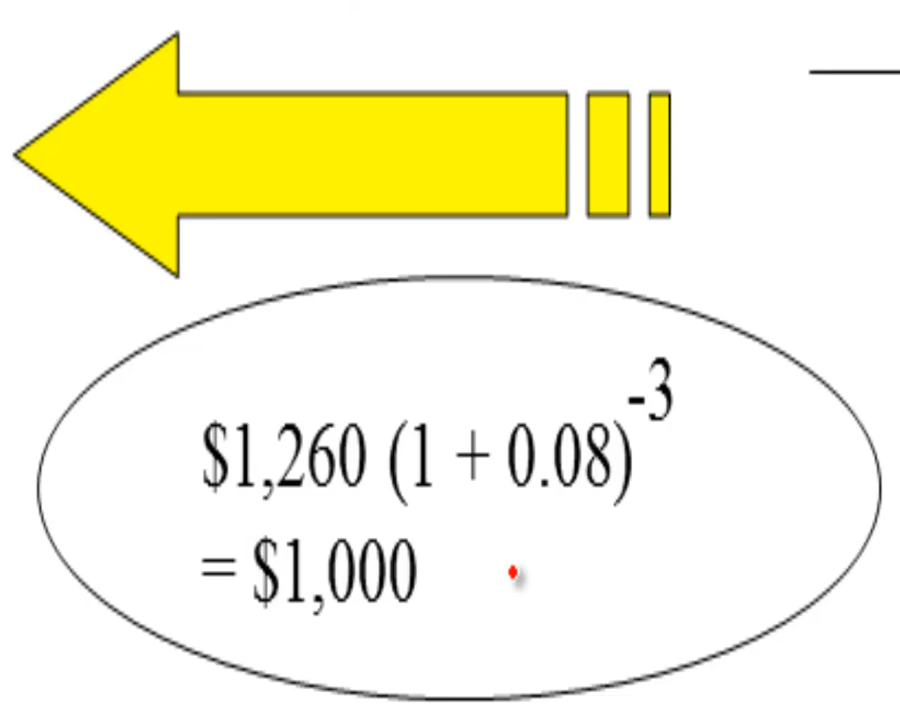 $1,260 (1 + 0.08)⁻³
= $1,000